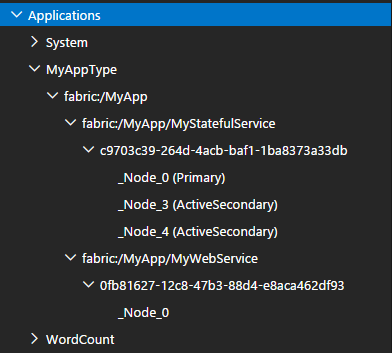 Applications
System
MyAppType
fabric:/MyApp
fabric:/MyApp/MyStatefulService
c9703c39-264d-4acb-baf1-1ba8373a33db
_Node_0 (Primary)
_Node_3 (ActiveSecondary)
_Node_4 (ActiveSecondary)
fabric:/MyApp/MyWebService
0fb81627-12c8-47b3-88d4-e8aca462df93
_Node_0
WordCount